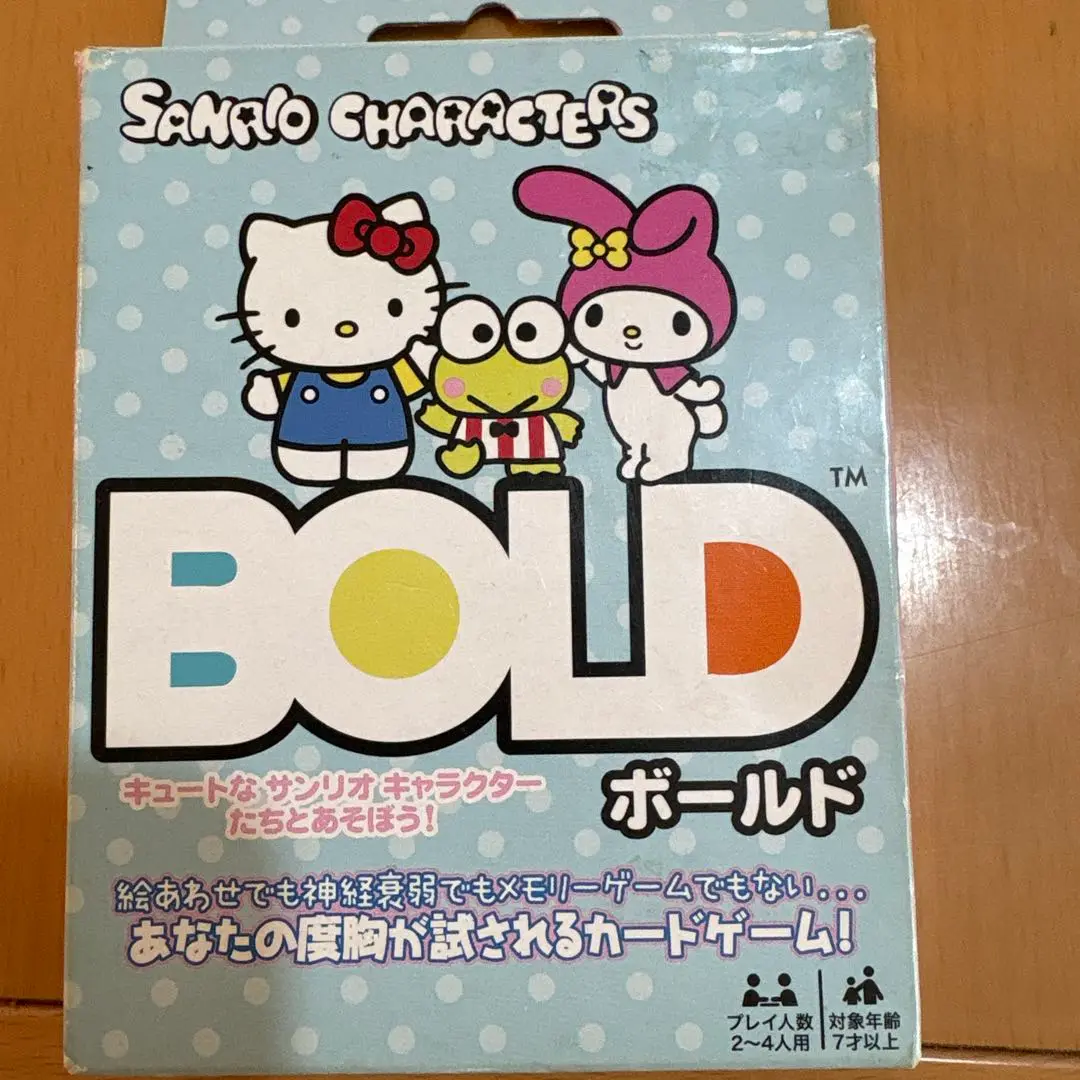 SANRIO CHARACTERS
BOLD™
キュートな サンリオ キャラクター
たちとあそぼう!
ボールド
絵あわせでも神経衰弱でもメモリーゲームでもない...
あなたの度胸が試されるカードゲーム!
プレイ人数
2〜4人用
対象年齢
7才以上